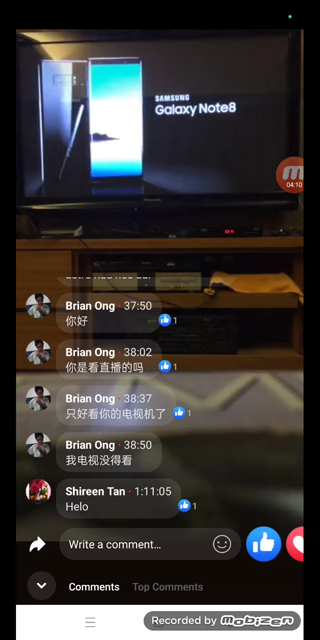 SAMSUNG
Galaxy Note8
04:10
Brian Ong · 37:50
你好
1
Brian Ong · 38:02
你是看直播的吗
1
Brian Ong · 38:37
只好看你的电视机了
1
Brian Ong · 38:50
我电视没得看
Shireen Tan · 1:11:05
Helo
1
Write a comment...
Comments
Top Comments
Recorded by mobizen